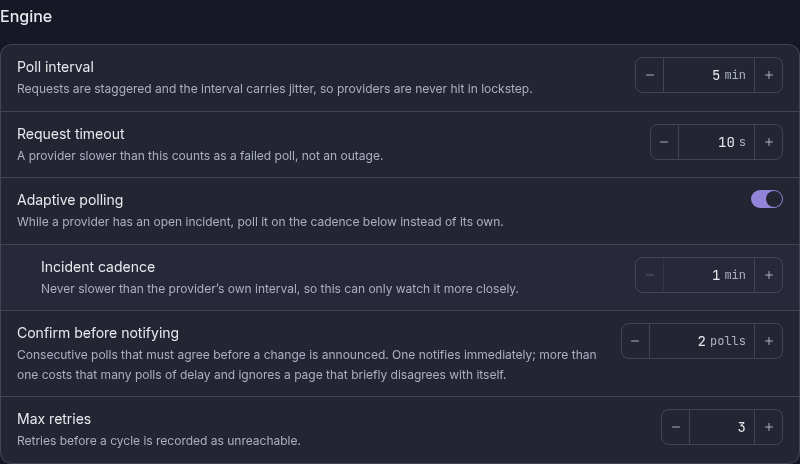 Engine
Poll interval
Requests are staggered and the interval carries jitter, so providers are never hit in lockstep.
− 5 min +
Request timeout
A provider slower than this counts as a failed poll, not an outage.
− 10 s +
Adaptive polling
While a provider has an open incident, poll it on the cadence below instead of its own.
Incident cadence
Never slower than the provider's own interval, so this can only watch it more closely.
− 1 min +
Confirm before notifying
Consecutive polls that must agree before a change is announced. One notifies immediately; more than
one costs that many polls of delay and ignores a page that briefly disagrees with itself.
− 2 polls +
Max retries
Retries before a cycle is recorded as unreachable.
− 3 +